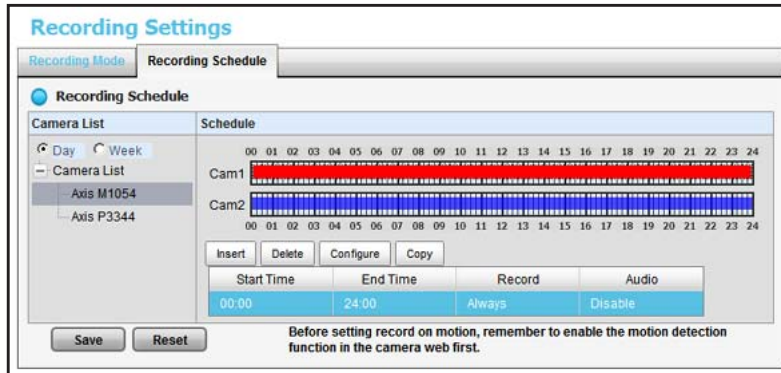 Recording Settings
Recording Mode Recording Schedule
Recording Schedule
Camera List Schedule
Day Week
Camera List
Axis M1054
Axis P3344
00 01 02 03 04 05 06 07 08 09 10 11 12 13 14 15 16 17 18 19 20 21 22 23 24
Cam1
Cam2
00 01 02 03 04 05 06 07 08 09 10 11 12 13 14 15 16 17 18 19 20 21 22 23 24
Insert Delete Configure Copy
Start Time End Time Record Audio
00:00 24:00 Always Disable
Save Reset
Before setting record on motion, remember to enable the motion detection
function in the camera web first.